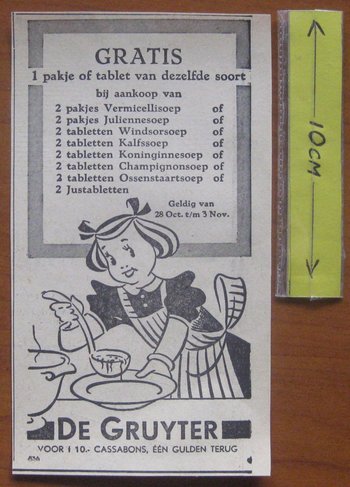 GRATIS
1 pakje of tablet van dezelfde soort
bij aankoop van
2 pakjes Vermicellisoep of
2 pakjes Juliennesoep of
2 tabletten Windsorsoep of
2 tabletten Kalfssoep of
2 tabletten Koninginnesoep of
2 tabletten Champignonsoep of
2 tabletten Ossenstaartsoep of
2 Justabletten
Geldig van
28 Oct. t/m 3 Nov.
DE GRUYTER
VOOR f 10.- CASSABONS, ÉÉN GULDEN TERUG
836
10CM